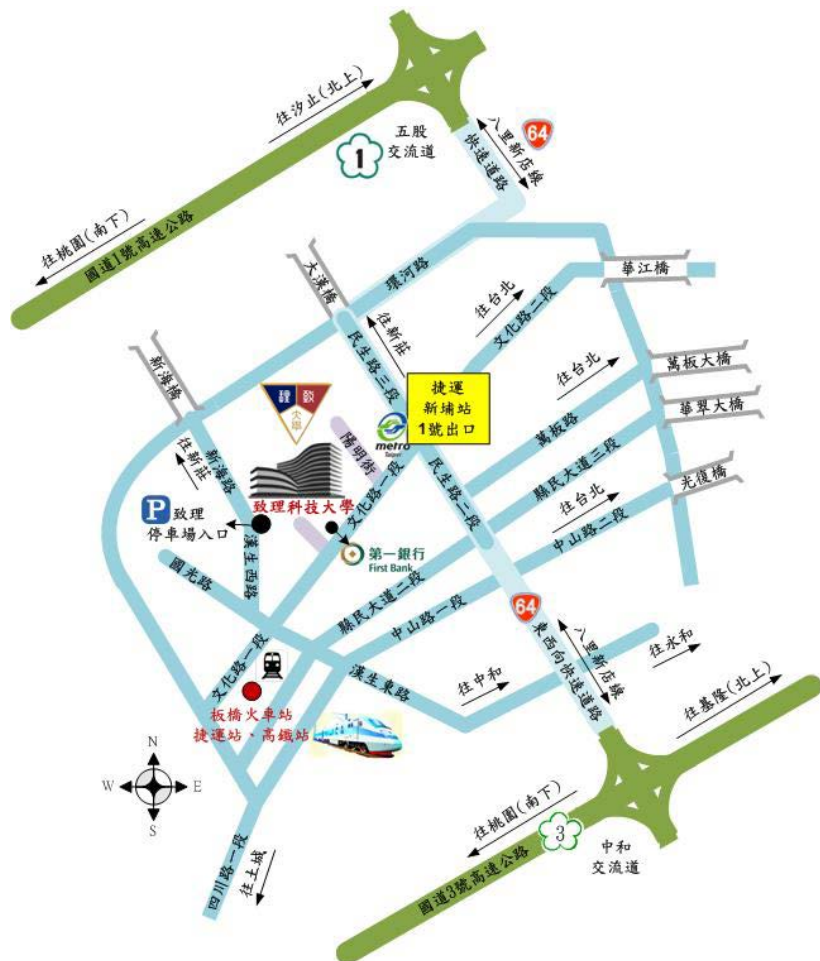 往汐止(北上)
五股
交流道
1
64
八里新店線
快速道路
往桃園(南下)
國道1號高速公路
大漢橋
環河路
華江橋
往台北
文化路二段
往新莊
民生路三段
新海橋
捷運
新埔站
1號出口
往台北
萬板大橋
萬板路
華翠大橋
縣民大道三段
理 致
大學
陽明街
metro
Taipei
往新莊
新海路
文化路一段
民生路二段
往台北
光復橋
中山路二段
致理科技大學
P 致理
停車場入口
漢生西路
第一銀行
First Bank
國光路
縣民大道二段
中山路一段
64
八里新店線
東西向快速道路
往永和
文化路一段
漢生東路
往中和
往基隆(北上)
板橋火車站
捷運站、高鐵站
N
W E
S
往桃園(南下)
3
中和
交流道
國道3號高速公路
四川路一段
往土城